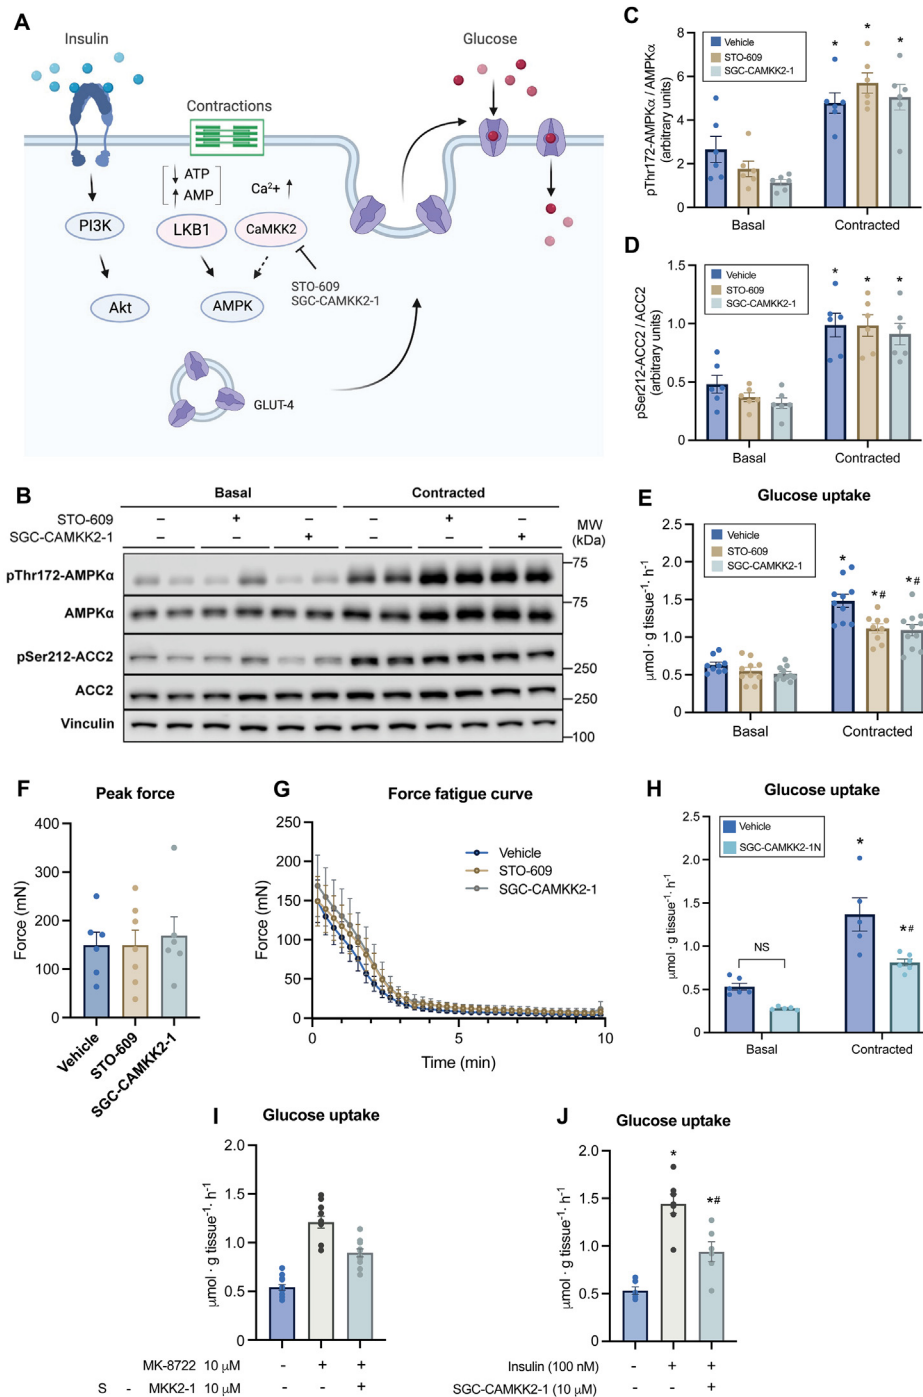 A
Insulin
Glucose
Contractions
ATP
AMP
Ca2+
PI3K
LKB1
CaMKK2
STO-609
SGC-CAMKK2-1
Akt
AMPK
GLUT-4
C
Vehicle
STO-609
SGC-CAMKK2-1
pThr172-AMPKα / AMPKα
(arbitrary units)
8
6
4
2
0
* * *
Basal Contracted
D
Vehicle
STO-609
SGC-CAMKK2-1
pSer212-ACC2 / ACC2
(arbitrary units)
1.5
1.0
0.5
0
* * *
Basal Contracted
B
Basal Contracted
STO-609 – + – – + –
SGC-CAMKK2-1 – – + – – +
MW
(kDa)
pThr172-AMPKα
75
AMPKα
75
pSer212-ACC2
250
ACC2
250
Vinculin
100
E Glucose uptake
Vehicle
STO-609
SGC-CAMKK2-1
μmol · g tissue-1 · h-1
2.5
2.0
1.5
1.0
0.5
0
* *# *#
Basal Contracted
F Peak force
Force (mN)
400
300
200
100
0
Vehicle
STO-609
SGC-CAMKK2-1
G Force fatigue curve
Force (mN)
250
200
150
100
50
0
Vehicle
STO-609
SGC-CAMKK2-1
0 5 10
Time (min)
H Glucose uptake
Vehicle
SGC-CAMKK2-1N
μmol · g tissue-1 · h-1
2.5
2.0
1.5
1.0
0.5
0
NS
* *#
Basal Contracted
I Glucose uptake
μmol · g tissue-1 · h-1
2.0
1.5
1.0
0.5
0
MK-8722 10 μM - + +
S - MKK2-1 10 μM +
J Glucose uptake
μmol · g tissue-1 · h-1
2.0
1.5
1.0
0.5
0
* *#
Insulin (100 nM) - + +
SGC-CAMKK2-1 (10 μM) - - +